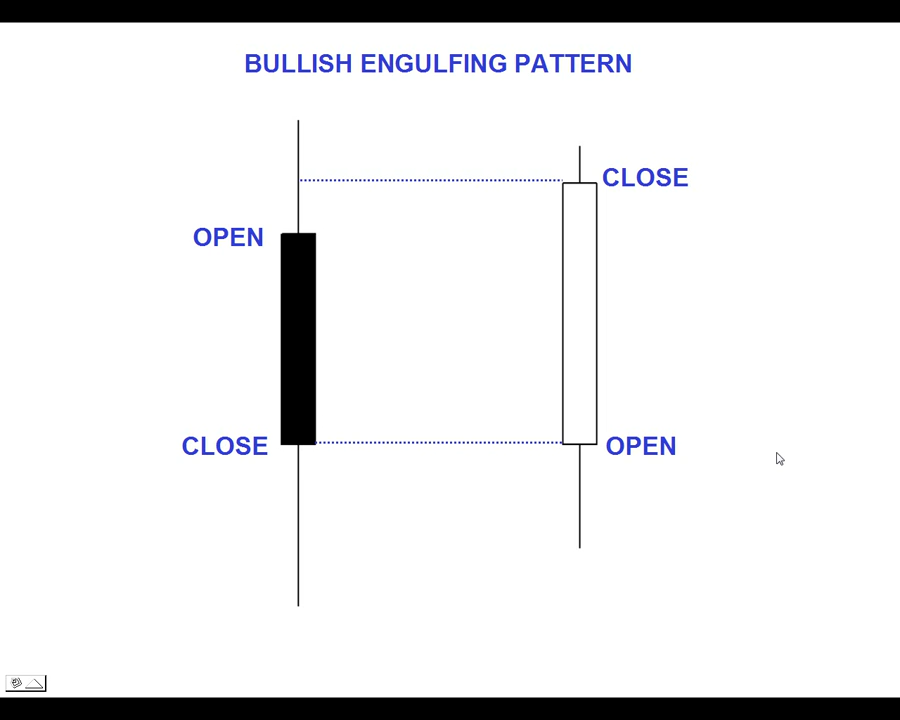 BULLISH ENGULFING PATTERN
CLOSE
OPEN
CLOSE
OPEN